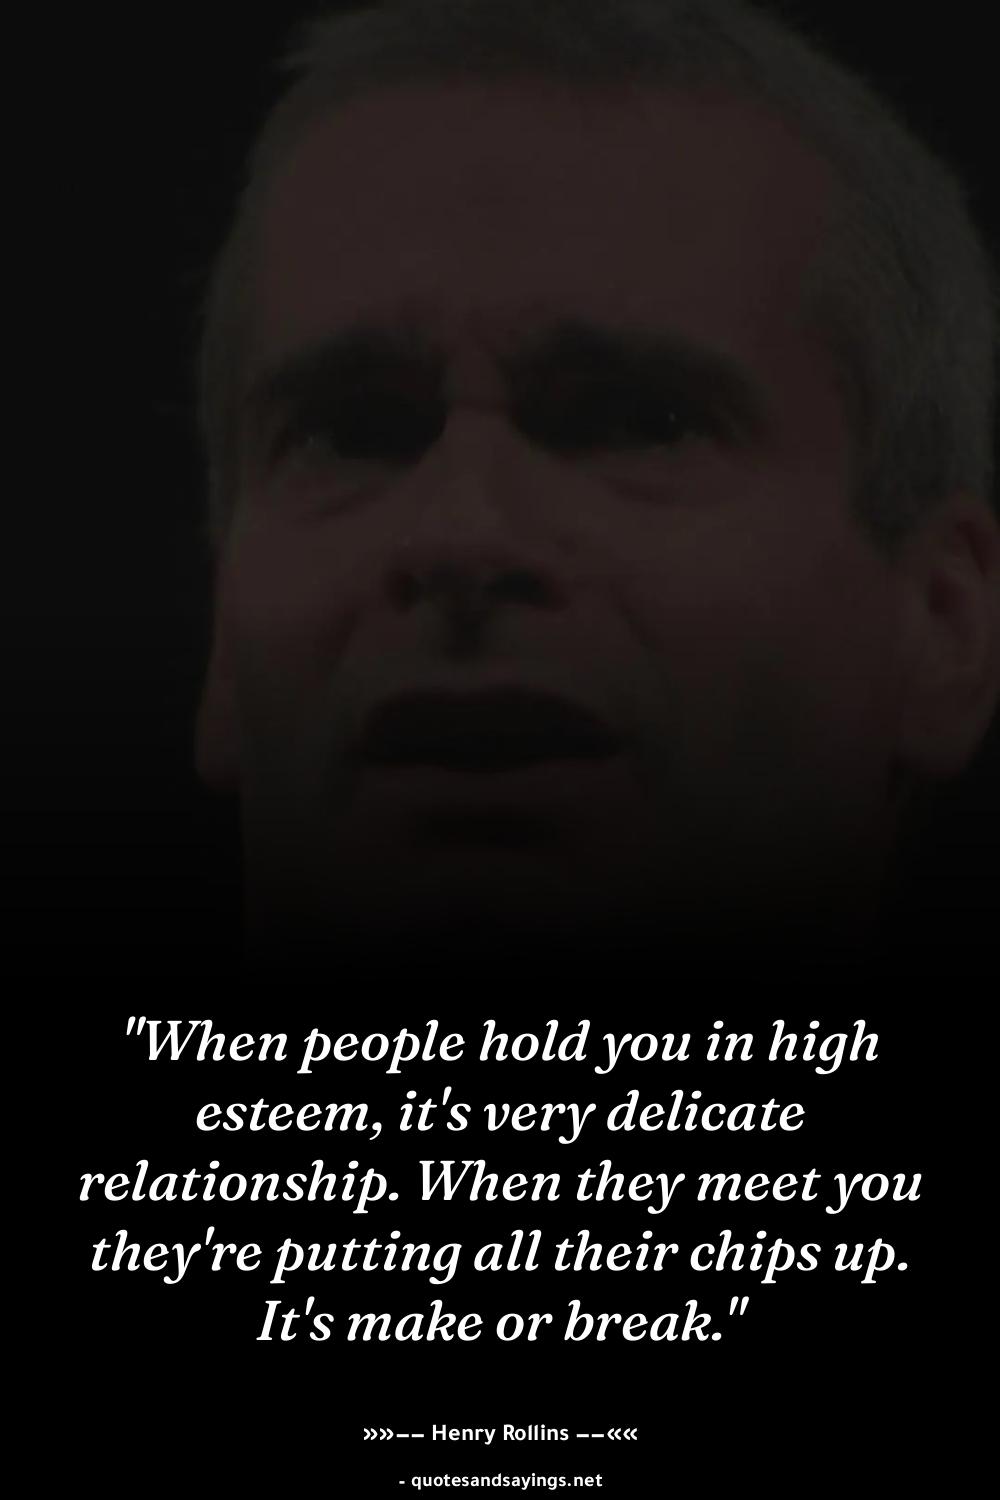 "When people hold you in high
esteem, it's very delicate
relationship. When they meet you
they're putting all their chips up.
It's make or break."
»»−− Henry Rollins −−««
- quotesandsayings.net